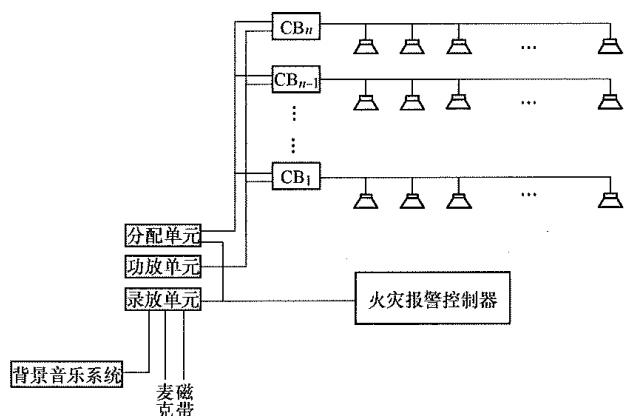 CBn
...
CBn-1
...
...
...
CB1
...
分配单元
功放单元
录放单元
火灾报警控制器
背景音乐系统
麦克
磁带